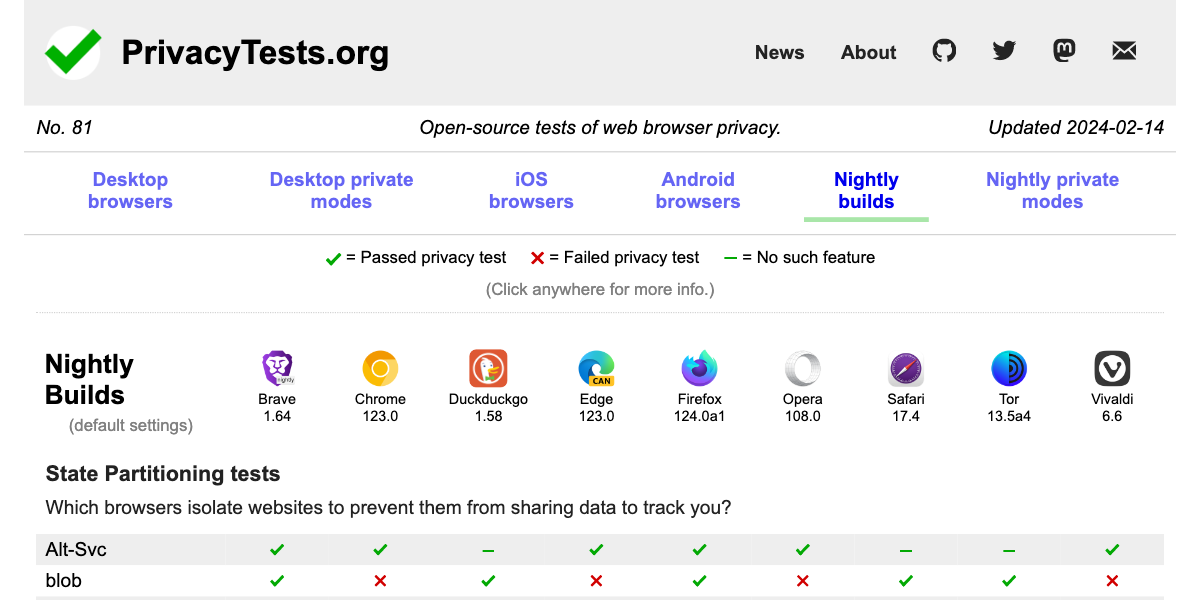 PrivacyTests.org
News About
No. 81 Open-source tests of web browser privacy. Updated 2024-02-14
Desktop browsers Desktop private modes iOS browsers Android browsers Nightly builds Nightly private modes
= Passed privacy test = Failed privacy test = No such feature
(Click anywhere for more info.)
Nightly
Builds
(default settings)
nightly
CAN
Brave Chrome Duckduckgo Edge Firefox Opera Safari Tor Vivaldi
1.64 123.0 1.58 123.0 124.0a1 108.0 17.4 13.5a4 6.6
State Partitioning tests
Which browsers isolate websites to prevent them from sharing data to track you?
Alt-Svc
blob